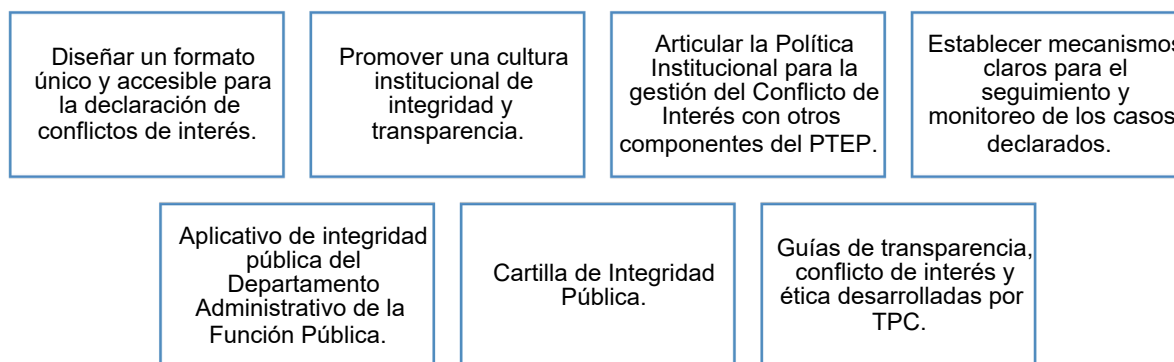 Diseñar un formato
único y accesible para
la declaración de
conflictos de interés.
Promover una cultura
institucional de
integridad y
transparencia.
Articular la Política
Institucional para la
gestión del Conflicto de
Interés con otros
componentes del PTEP.
Establecer mecanismos
claros para el
seguimiento y
monitoreo de los casos
declarados.
Aplicativo de integridad
pública del
Departamento
Administrativo de la
Función Pública.
Cartilla de Integridad
Pública.
Guías de transparencia,
conflicto de interés y
ética desarrolladas por
TPC.